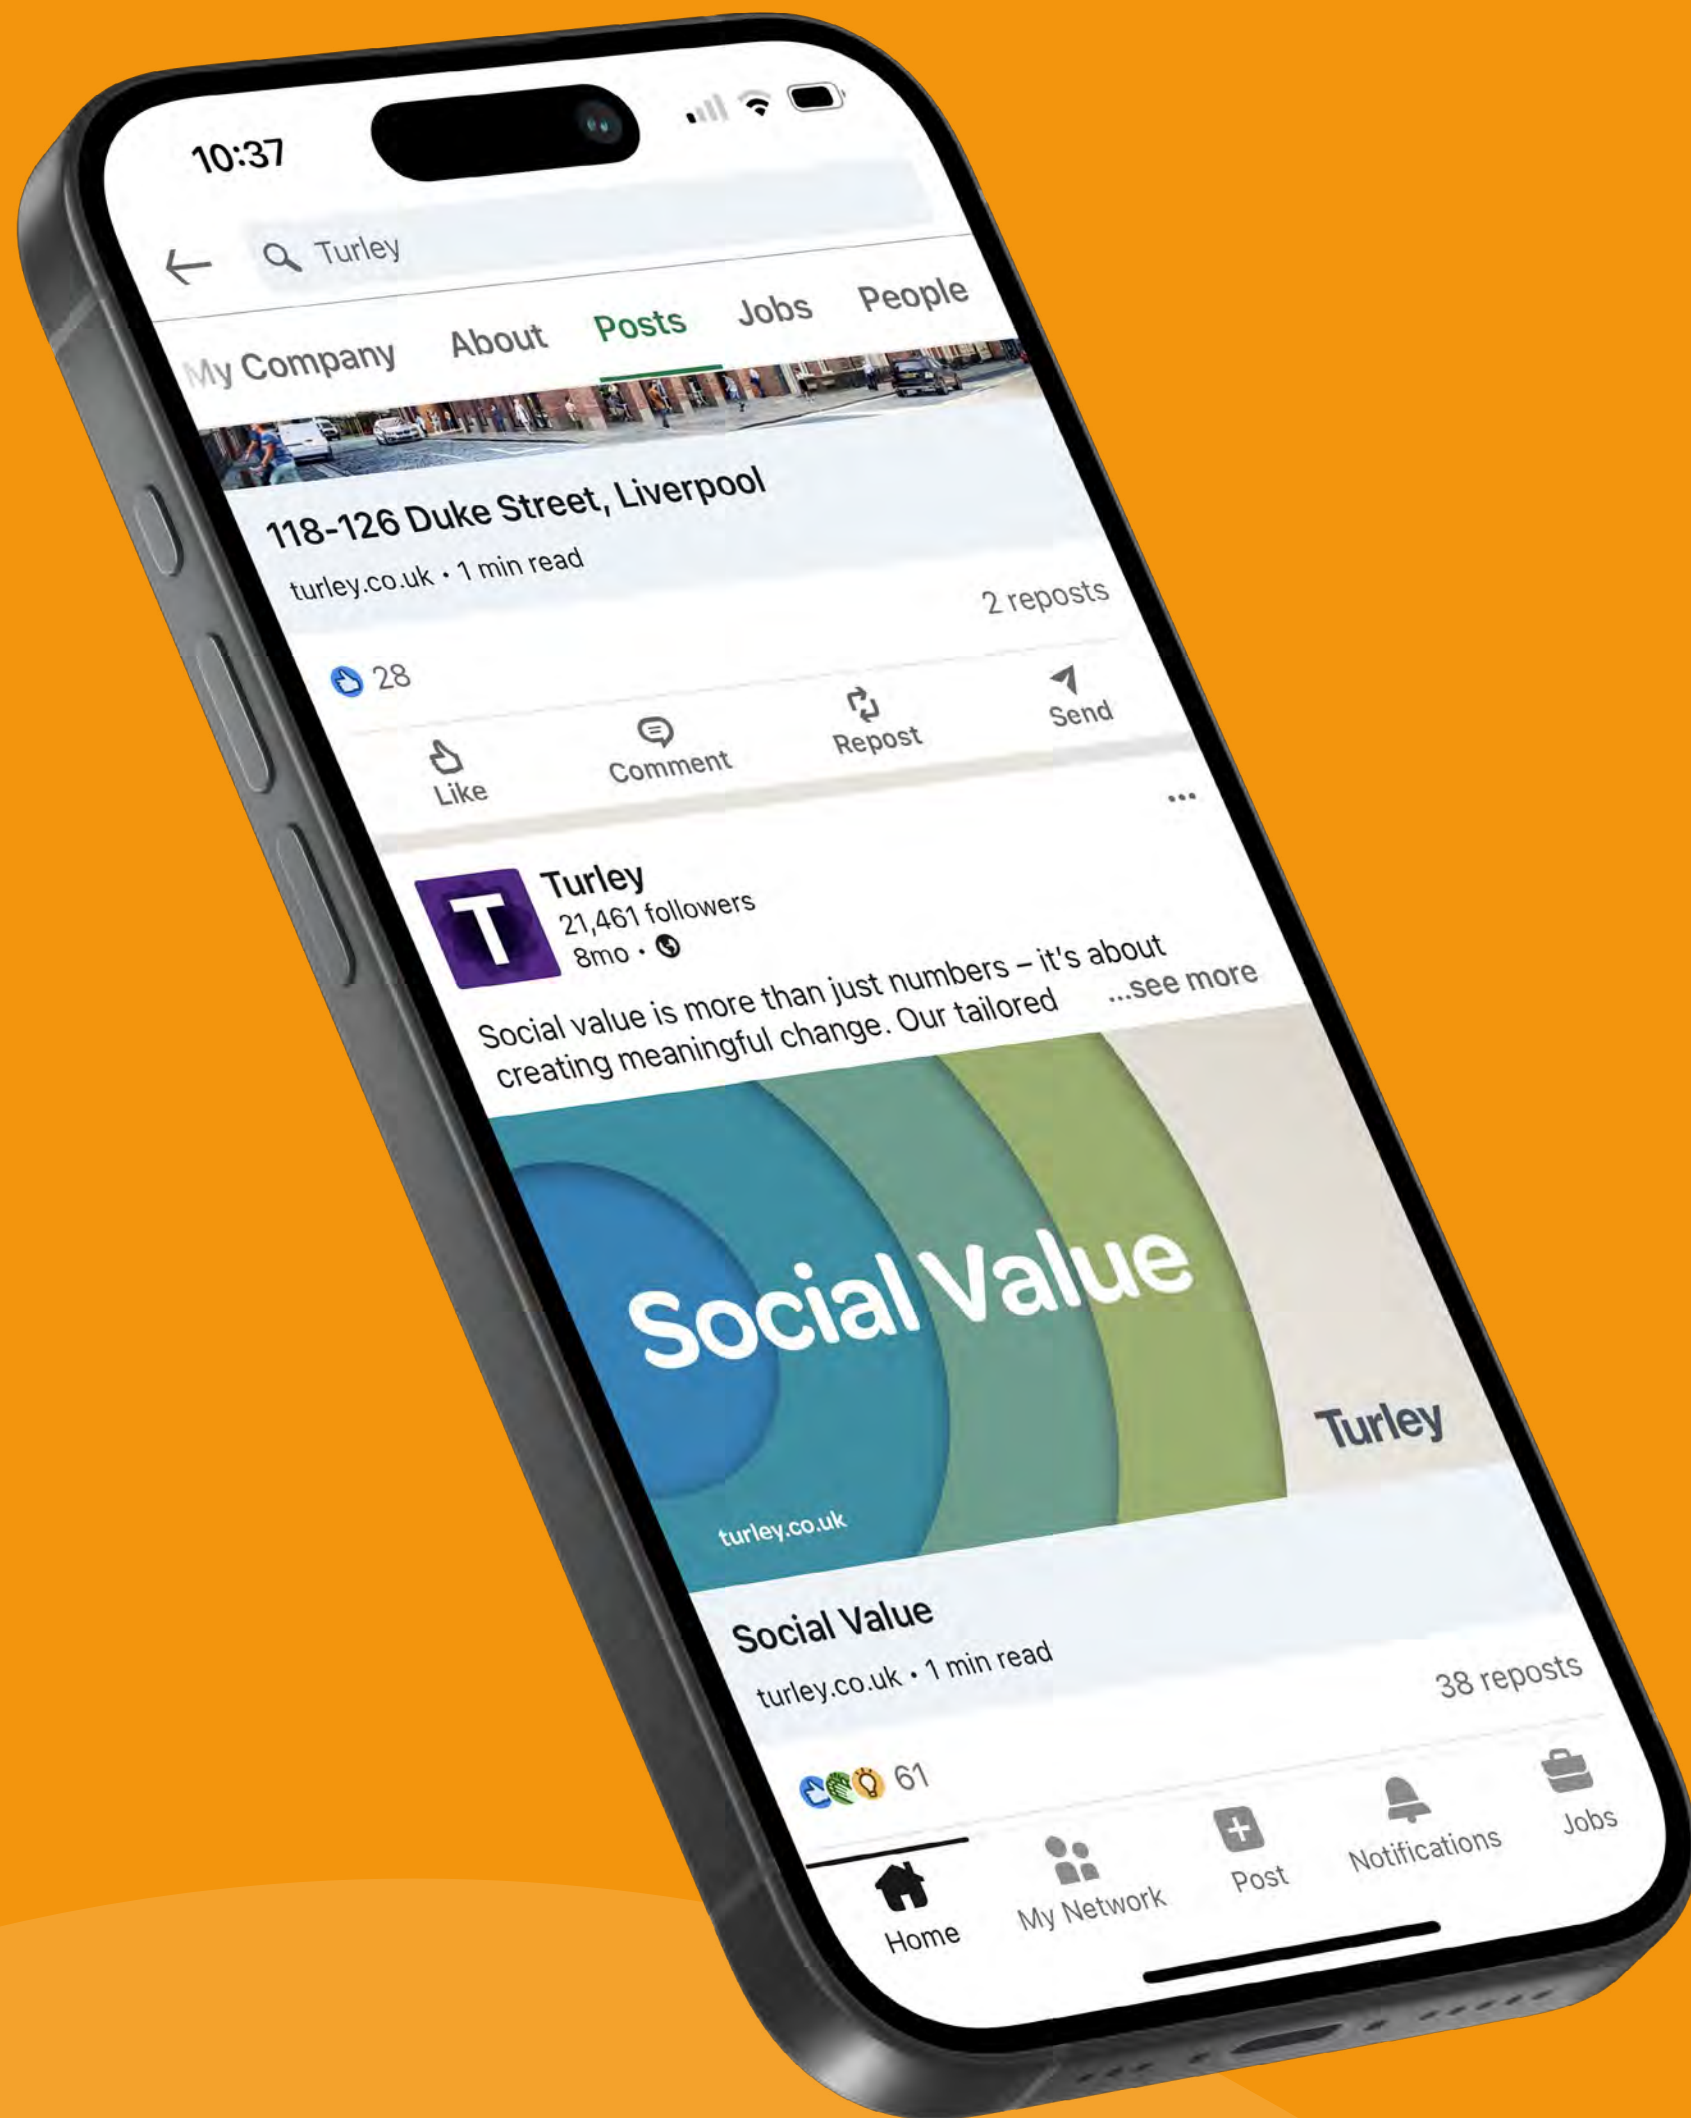 10:37
Turley
My Company About Posts Jobs People
118-126 Duke Street, Liverpool
turley.co.uk • 1 min read
2 reposts
28
Like Comment Repost Send
Turley
21,461 followers
8mo •
Social value is more than just numbers – it's about
creating meaningful change. Our tailored ...see more
Social Value
Turley
turley.co.uk
Social Value
turley.co.uk • 1 min read
38 reposts
61
Home My Network Post Notifications Jobs